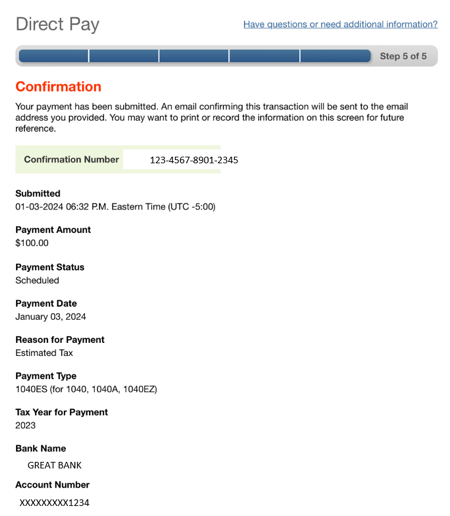 Direct Pay
Have questions or need additional information?
Step 5 of 5
Confirmation
Your payment has been submitted. An email confirming this transaction will be sent to the email
address you provided. You may want to print or record the information on this screen for future
reference.
Confirmation Number 123-4567-8901-2345
Submitted
01-03-2024 06:32 P.M. Eastern Time (UTC -5:00)
Payment Amount
$100.00
Payment Status
Scheduled
Payment Date
January 03, 2024
Reason for Payment
Estimated Tax
Payment Type
1040ES (for 1040, 1040A, 1040EZ)
Tax Year for Payment
2023
Bank Name
GREAT BANK
Account Number
XXXXXXXXX1234